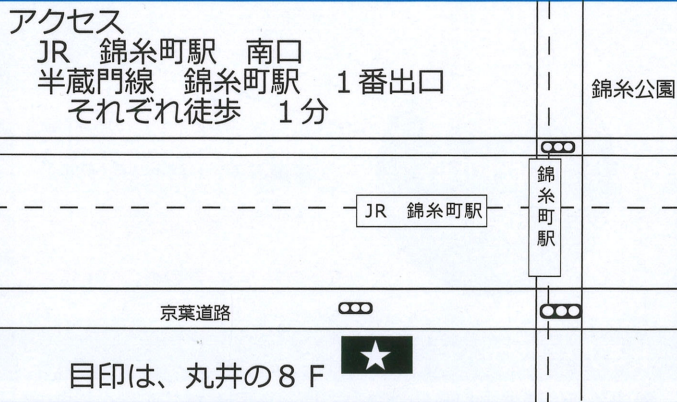 アクセス
JR　錦糸町駅　南口
半蔵門線　錦糸町駅　１番出口
それぞれ徒歩　１分
錦糸公園
錦糸町駅
JR　錦糸町駅
京葉道路
目印は、丸井の８Ｆ